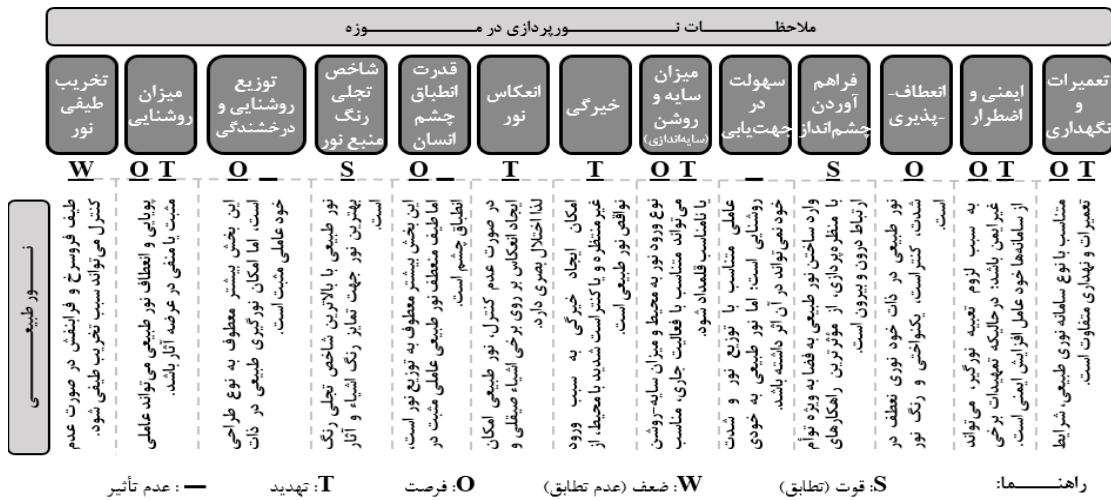 ملاحظـــات نـــورپردازی در مـــوزه
تعمیرات
و
نگهداری
ایمنی و
اضطرار
انعطاف-
-پذیری
فراهم
آوردن
چشم‌انداز
سهولت
در
جهت‌یابی
میزان
سایه و
روشن
(سایه‌اندازی)
خیرگی
انعکاس
نور
قدرت
انطباق
چشم
انسان
شاخص
تجلی
رنگ
منبع نور
توزیع
روشنایی و
درخشندگی
میزان
روشنایی
تخریب
طیفی
نور
O T
O T
O
S
—
O T
T
T
O —
S
O —
O T
W
نـــور طبیعـــی
متناسب با نوع سامانه نوری طبیعی، شرایط
تعمیرات و نهداری متفاوت است.
به سبب لزوم تعبیه نورگیر، می‌تواند
غیرایمن باشد؛ درحالیکه تمهیدات برخی
از سامانه‌ها خود عامل افزایش ایمنی است.
نور طبیعی در ذات خود نوری نعطف در
شدت، کنتراست، یکنواختی و رنگ نور
است.
وارد ساختن نور طبیعی به فضا به ویژه توأم
با منظره‌پردازی، از مؤثرترین راهکارهای
ارتباط درون و بیرون است.
عاملی متناسب با توزیع نور و شدت
روشنایی است؛ اما نور طبیعی به خودی
خود نمی‌تواند در آن اثر داشته باشد.
نوع ورود نور به محیط و میزان سایه-روشن
می‌تواند متناسب با فعالیت جاری، مناسب
یا نامناسب قلمداد شود.
امکان ایجاد خیرگی به سبب ورود
غیرمنتظره و یا کنتراست شدید با محیط، از
نواقص نور طبیعی است.
در صورت عدم کنترل، نور طبیعی امکان
ایجاد انعکاس بر روی برخی اشیاء صیقلی و
لذا اختلال بصری دارد.
این بخش بیشتر معطوف به توزیع نور است،
اما طیف منعطف نور طبیعی عاملی مثبت در
انطباق چشم است.
نور طبیعی با بالاترین شاخص تجلی رنگ
بهترین نور جهت تمایز رنگ اشیاء و آثار
است.
این بخش بیشتر معطوف به نوع طراحی
است، اما امکان نورگیری طبیعی در ذات
خود عاملی مثبت است.
پویایی و انعطاف نور طبیعی می‌تواند عاملی
مثبت یا منفی در عرضه آثار باشد.
طیف فروسرخ و فرابنفش در صورت عدم
کنترل می‌تواند سبب تخریب طیفی شود.
راهنـــما: S: قوت (تطابق) W: ضعف (عدم تطابق) O: فرصت T: تهدید — : عدم تأثیر